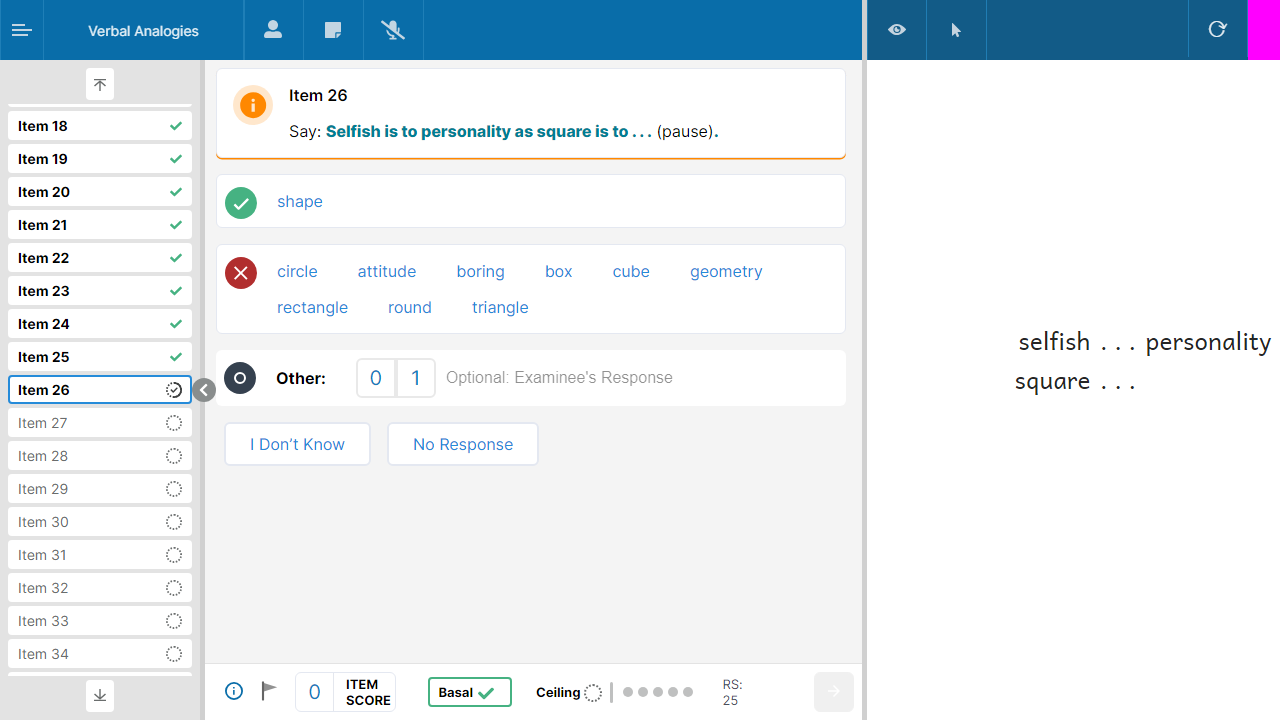 Verbal Analogies
Item 18
Item 19
Item 20
Item 21
Item 22
Item 23
Item 24
Item 25
Item 26
Item 27
Item 28
Item 29
Item 30
Item 31
Item 32
Item 33
Item 34
Item 26
Say: Selfish is to personality as square is to . . . (pause).
shape
circle attitude boring box cube geometry
rectangle round triangle
Other: 0 1 Optional: Examinee's Response
I Don’t Know No Response
0 ITEM SCORE Basal Ceiling RS: 25
selfish . . . personality
square . . .